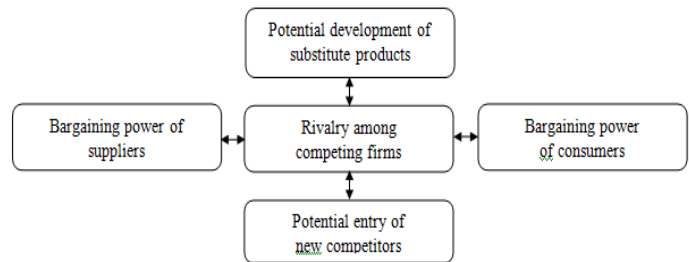 Potential development of
substitute products
Bargaining power of
suppliers
Rivalry among
competing firms
Bargaining power
of consumers
Potential entry of
new competitors